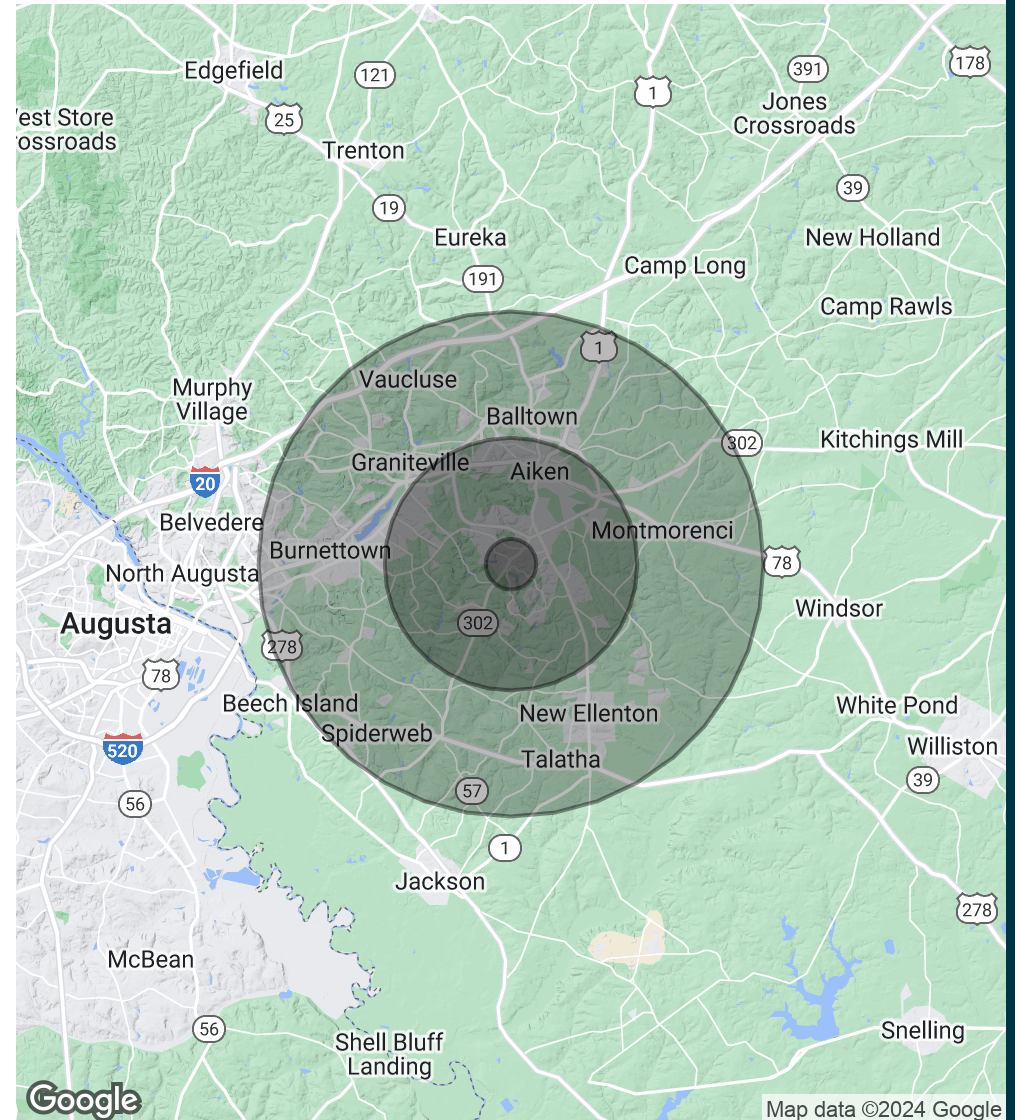 Edgefield
121
1
391
178
Jones
Crossroads
est Store
rossroads
25
Trenton
39
19
Eureka
New Holland
Camp Long
191
Camp Rawls
1
Vaucluse
Murphy
Village
Balltown
302
Kitchings Mill
Graniteville
Aiken
20
Belvedere
Montmorenci
Burnettown
78
North Augusta
Windsor
Augusta
302
278
78
Beech Island
New Ellenton
White Pond
Spiderweb
Williston
520
Talatha
39
57
56
1
Jackson
278
McBean
56
Snelling
Shell Bluff
Landing
Google
Map data ©2024 Google